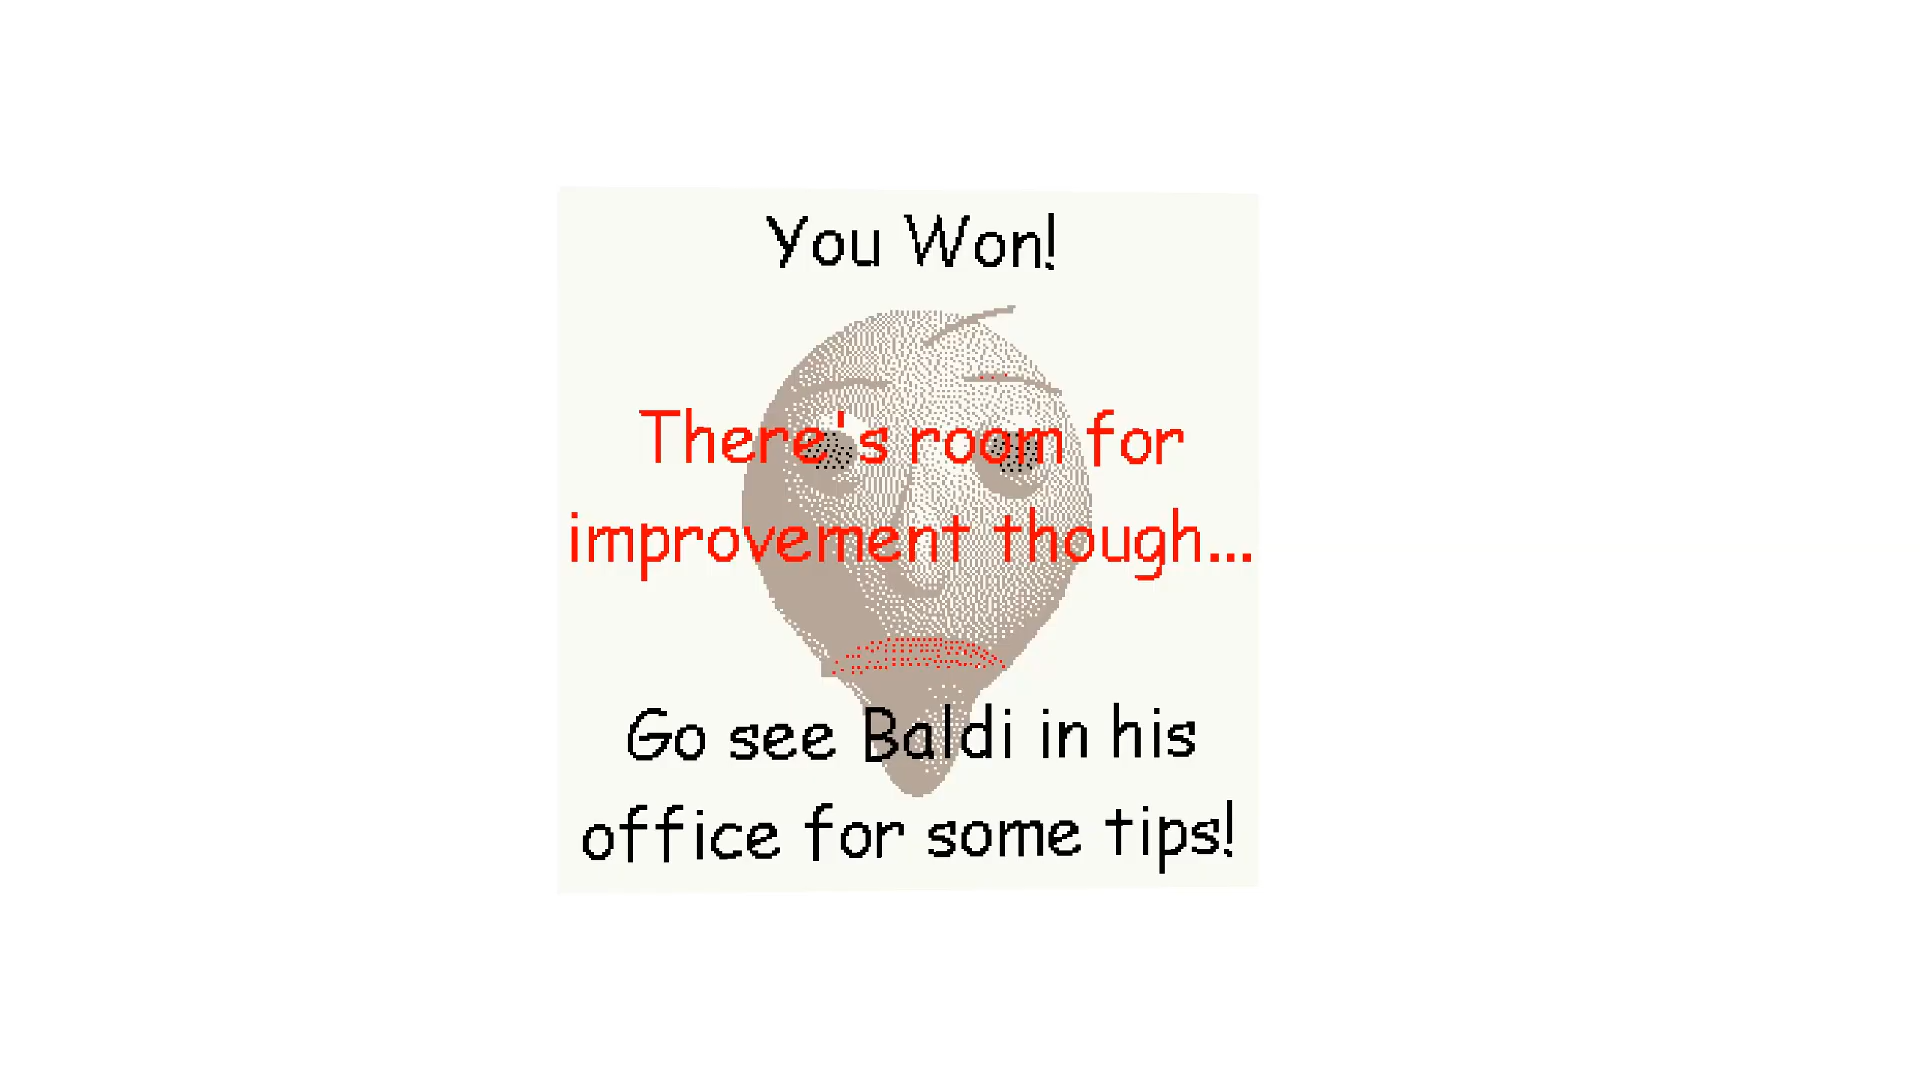 You Won!
There's room for
improvement though...
Go see Baldi in his
office for some tips!